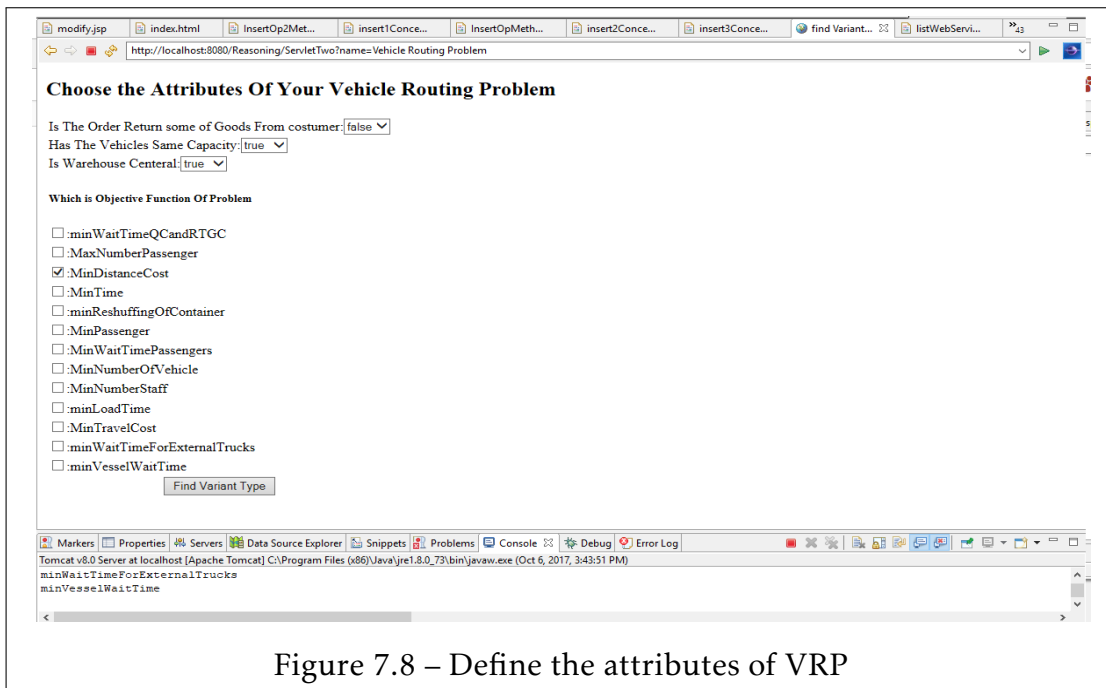 modify.jsp index.html InsertOp2Met... insert1Conce... InsertOpMeth... insert2Conce... insert3Conce... find Variant... listWebServi... »43
http://localhost:8080/Reasoning/ServletTwo?name=Vehicle Routing Problem
Choose the Attributes Of Your Vehicle Routing Problem
Is The Order Return some of Goods From costumer: false
Has The Vehicles Same Capacity: true
Is Warehouse Centeral: true
Which is Objective Function Of Problem
:minWaitTimeQCandRTGC
:MaxNumberPassenger
:MinDistanceCost
:MinTime
:minReshuffingOfContainer
:MinPassenger
:MinWaitTimePassengers
:MinNumberOfVehicle
:MinNumberStaff
:minLoadTime
:MinTravelCost
:minWaitTimeForExternalTrucks
:minVesselWaitTime
Find Variant Type
Markers Properties Servers Data Source Explorer Snippets Problems Console Debug Error Log
Tomcat v8.0 Server at localhost [Apache Tomcat] C:\Program Files (x86)\Java\jre1.8.0_73\bin\javaw.exe (Oct 6, 2017, 3:43:51 PM)
minWaitTimeForExternalTrucks
minVesselWaitTime
Figure 7.8 – Define the attributes of VRP